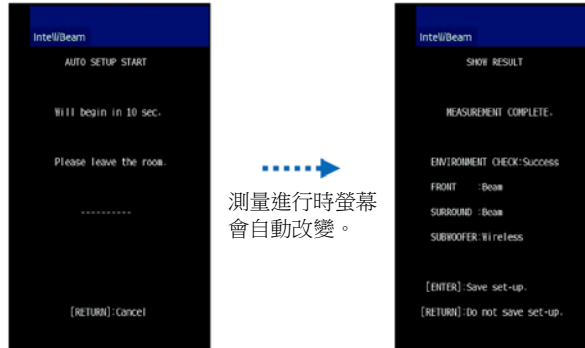 IntelliBeam
AUTO SETUP START
Will begin in 10 sec.
Please leave the room.
----------
[RETURN]:Cancel
測量進行時螢幕
會自動改變。
IntelliBeam
SHOW RESULT
MEASUREMENT COMPLETE.
ENVIRONMENT CHECK:Success
FRONT :Beam
SURROUND :Beam
SUBWOOFER:Wireless
[ENTER]:Save set-up.
[RETURN]:Do not save set-up.